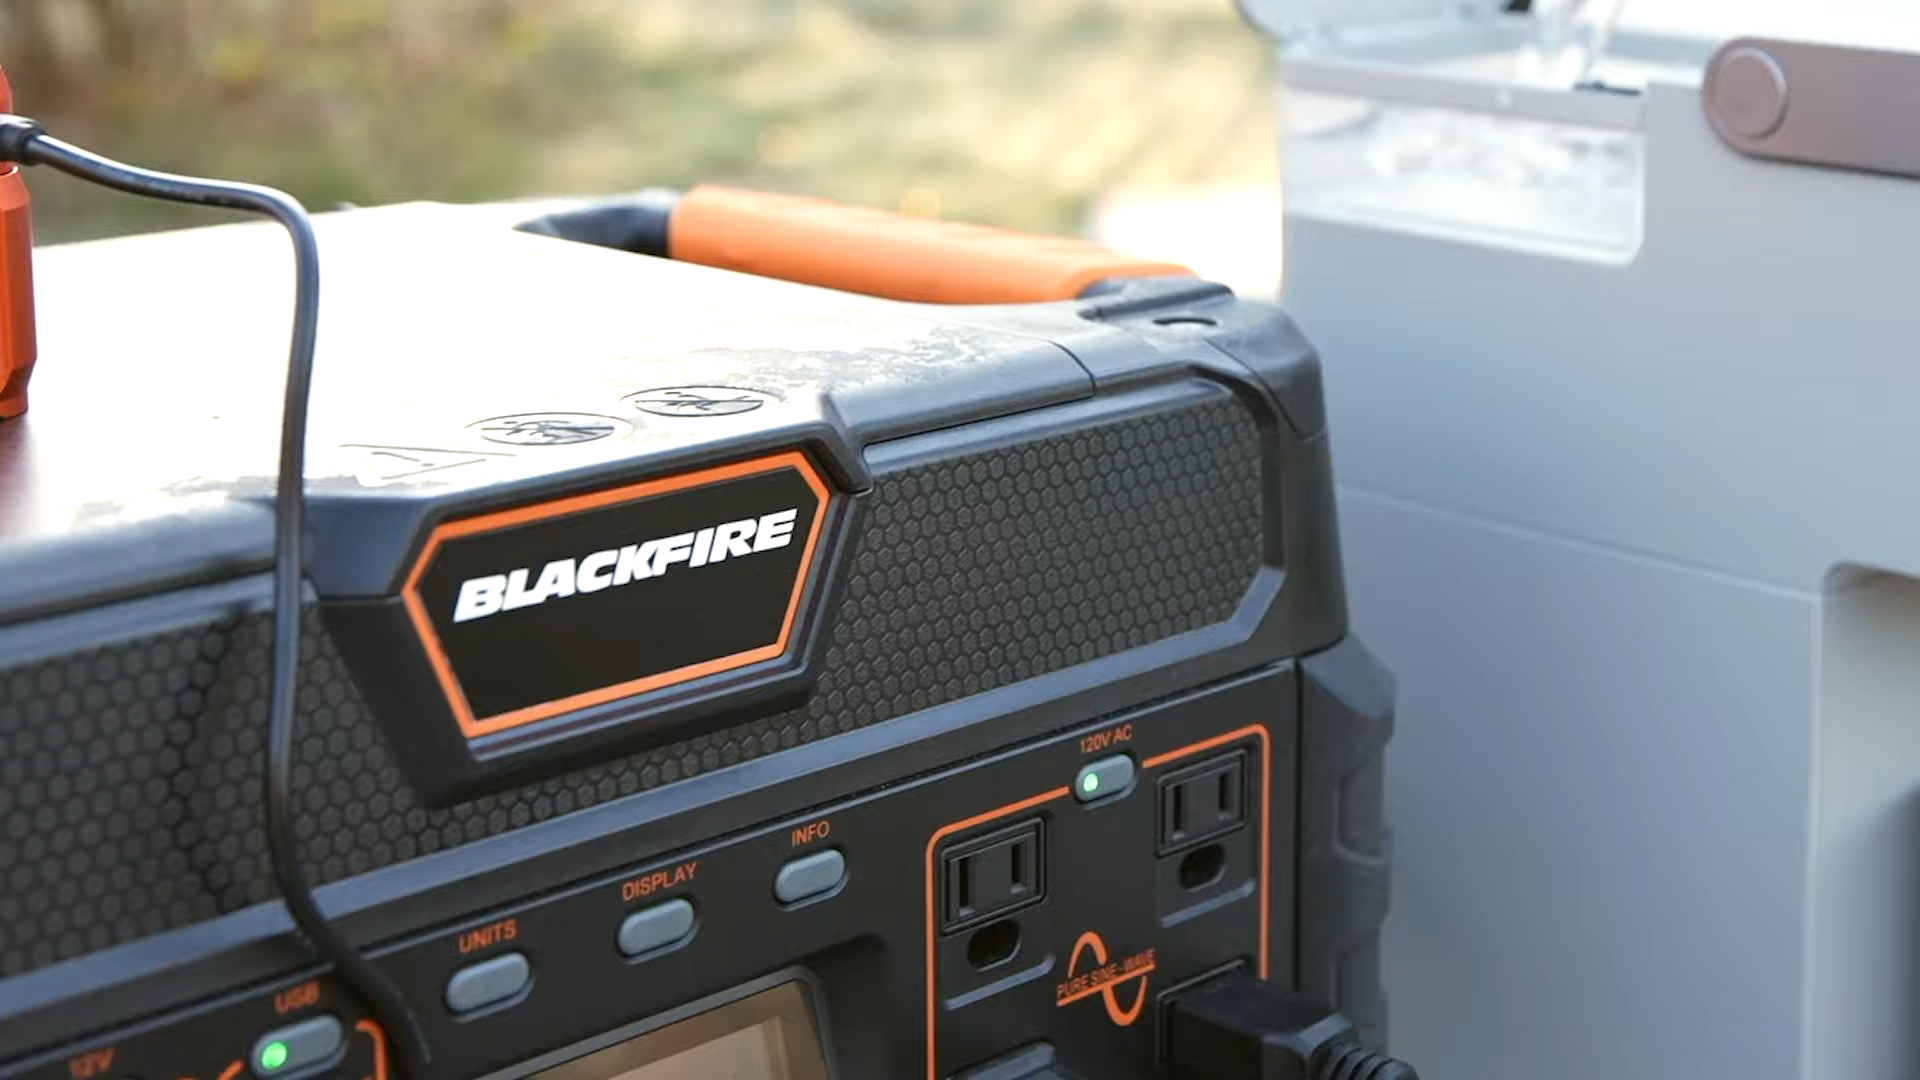 BLACKFIRE
120V AC
INFO
DISPLAY
UNITS
USB
12V
PURE SINE-WAVE